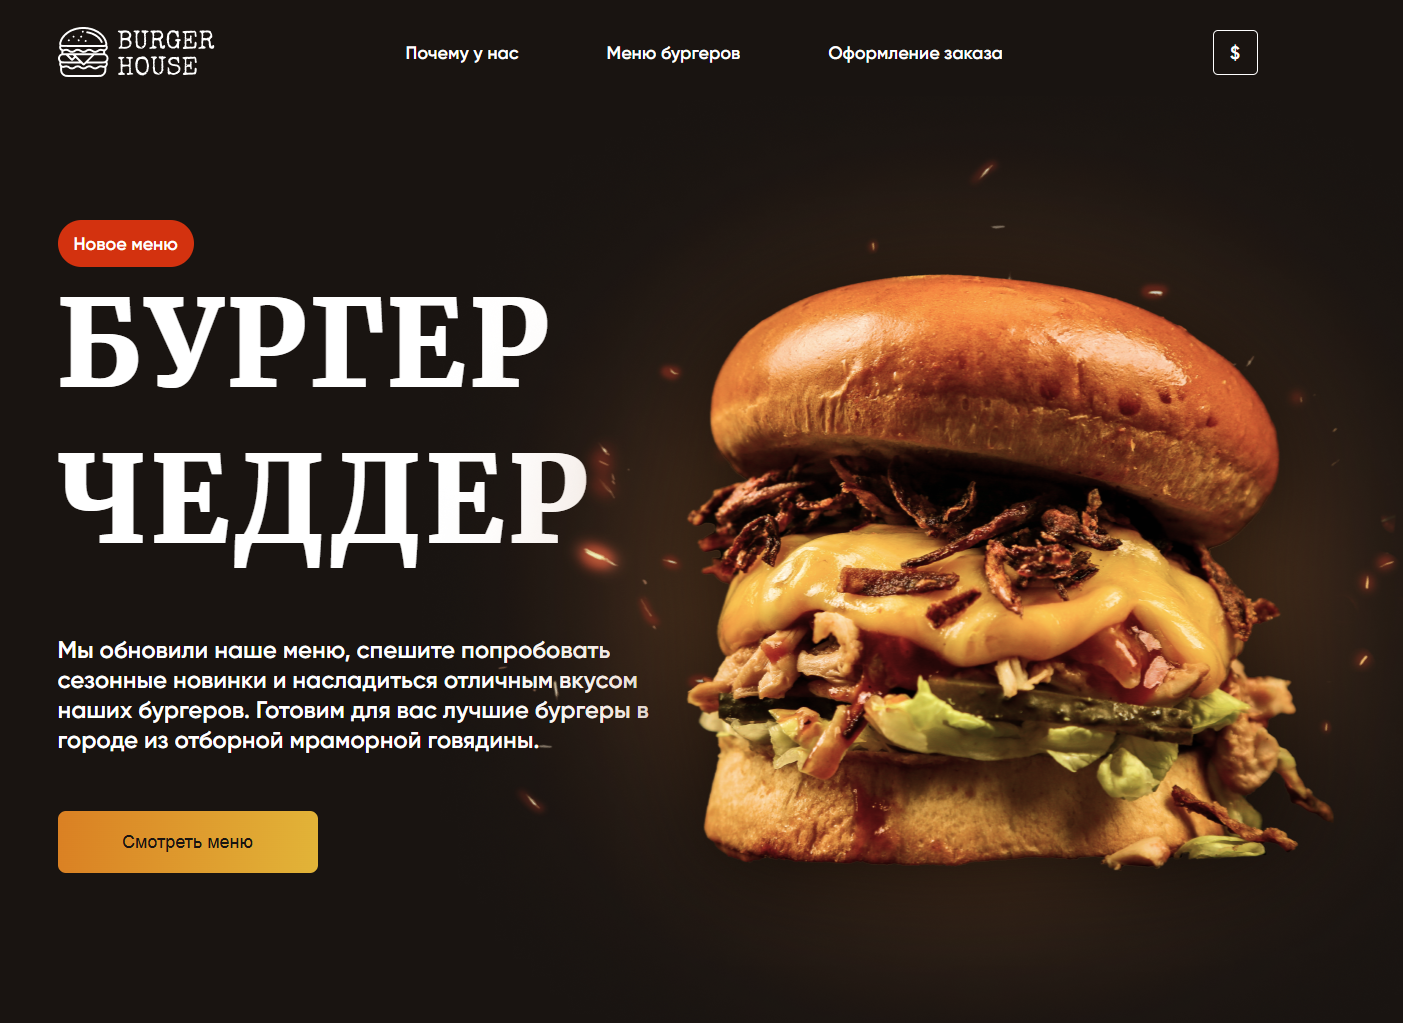 BURGER
HOUSE
Почему у нас
Меню бургеров
Оформление заказа
$
Новое меню
БУРГЕР
ЧЕДДЕР
Мы обновили наше меню, спешите попробовать
сезонные новинки и насладиться отличным вкусом
наших бургеров. Готовим для вас лучшие бургеры в
городе из отборной мраморной говядины.
Смотреть меню